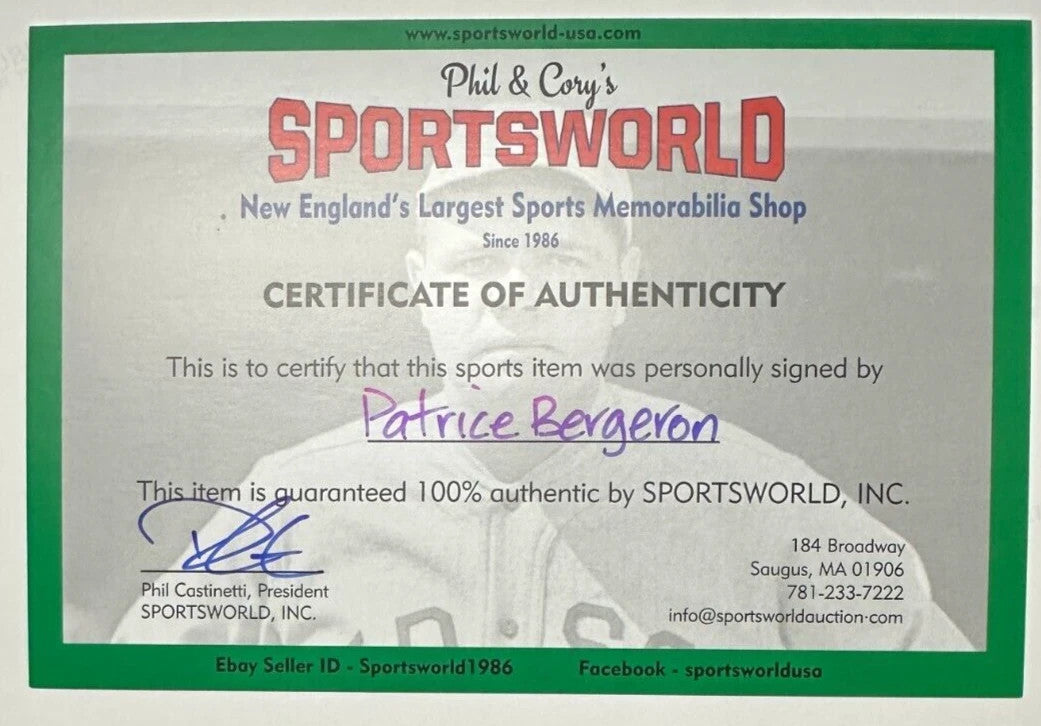 www.sportsworld-usa.com
Phil & Cory's
SPORTSWORLD
New England's Largest Sports Memorabilia Shop
Since 1986
CERTIFICATE OF AUTHENTICITY
This is to certify that this sports item was personally signed by
Patrice Bergeron
This item is guaranteed 100% authentic by SPORTSWORLD, INC.
Phil Castinetti, President
SPORTSWORLD, INC.
184 Broadway
Saugus, MA 01906
781-233-7222
info@sportsworldauction·com
Ebay Seller ID - Sportsworld1986
Facebook - sportsworldusa